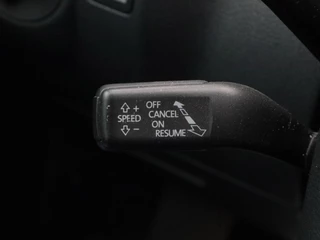 + OFF
SPEED CANCEL
ON
- RESUME